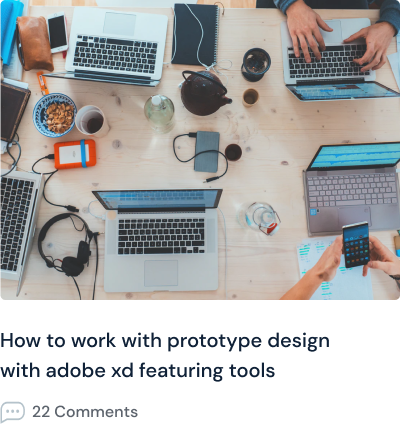 How to work with prototype design
with adobe xd featuring tools
22 Comments